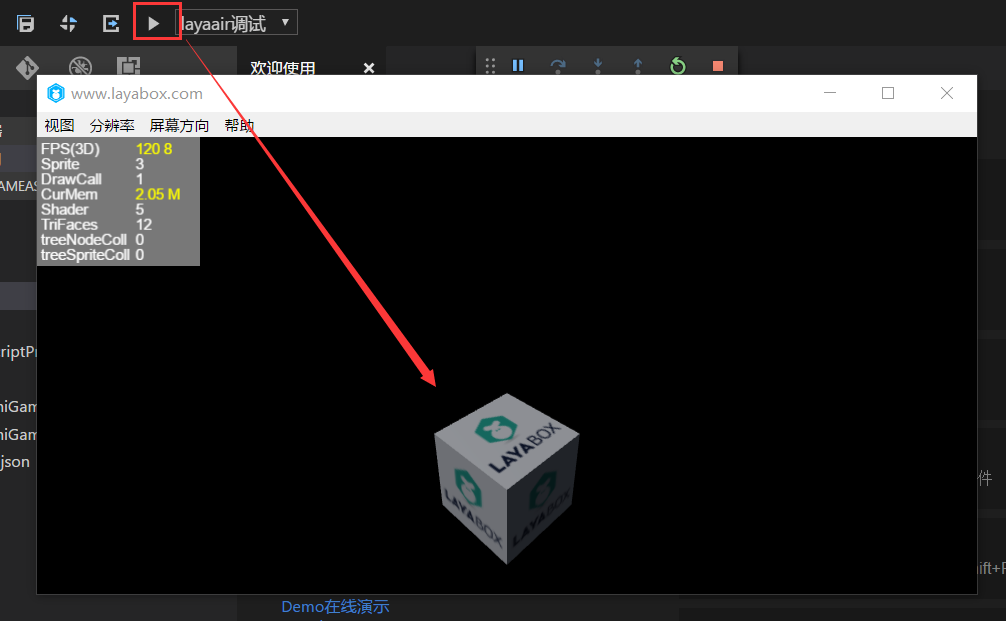 layaair调试
欢迎使用
www.layabox.com
视图 分辨率 屏幕方向 帮助
FPS(3D) 120 8
Sprite 3
DrawCall 1
CurMem 2.05 M
Shader 5
TriFaces 12
treeNodeColl 0
treeSpriteColl 0
AMEAS
riptPr
niGam
niGam
json
LAYABOX
LAYABOX
LAYABOX
件
ift+F
Demo在线演示